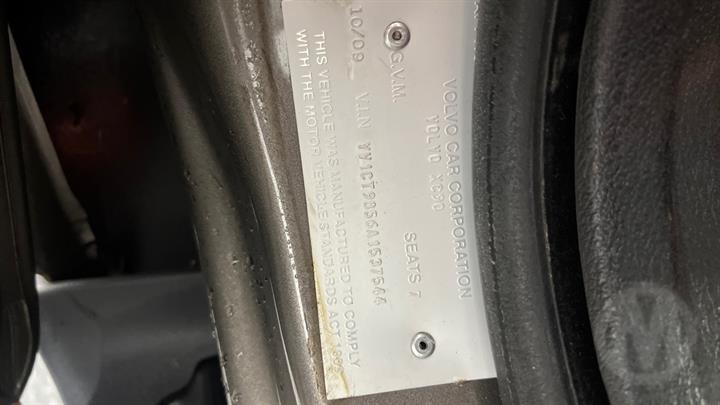 VOLVO CAR CORPORATION
VOLVO XC90
G.V.M. SEATS 7
10/09 V.I.N
THIS VEHICLE WAS MANUFACTURED TO COMPLY
WITH THE MOTOR VEHICLE STANDARDS ACT